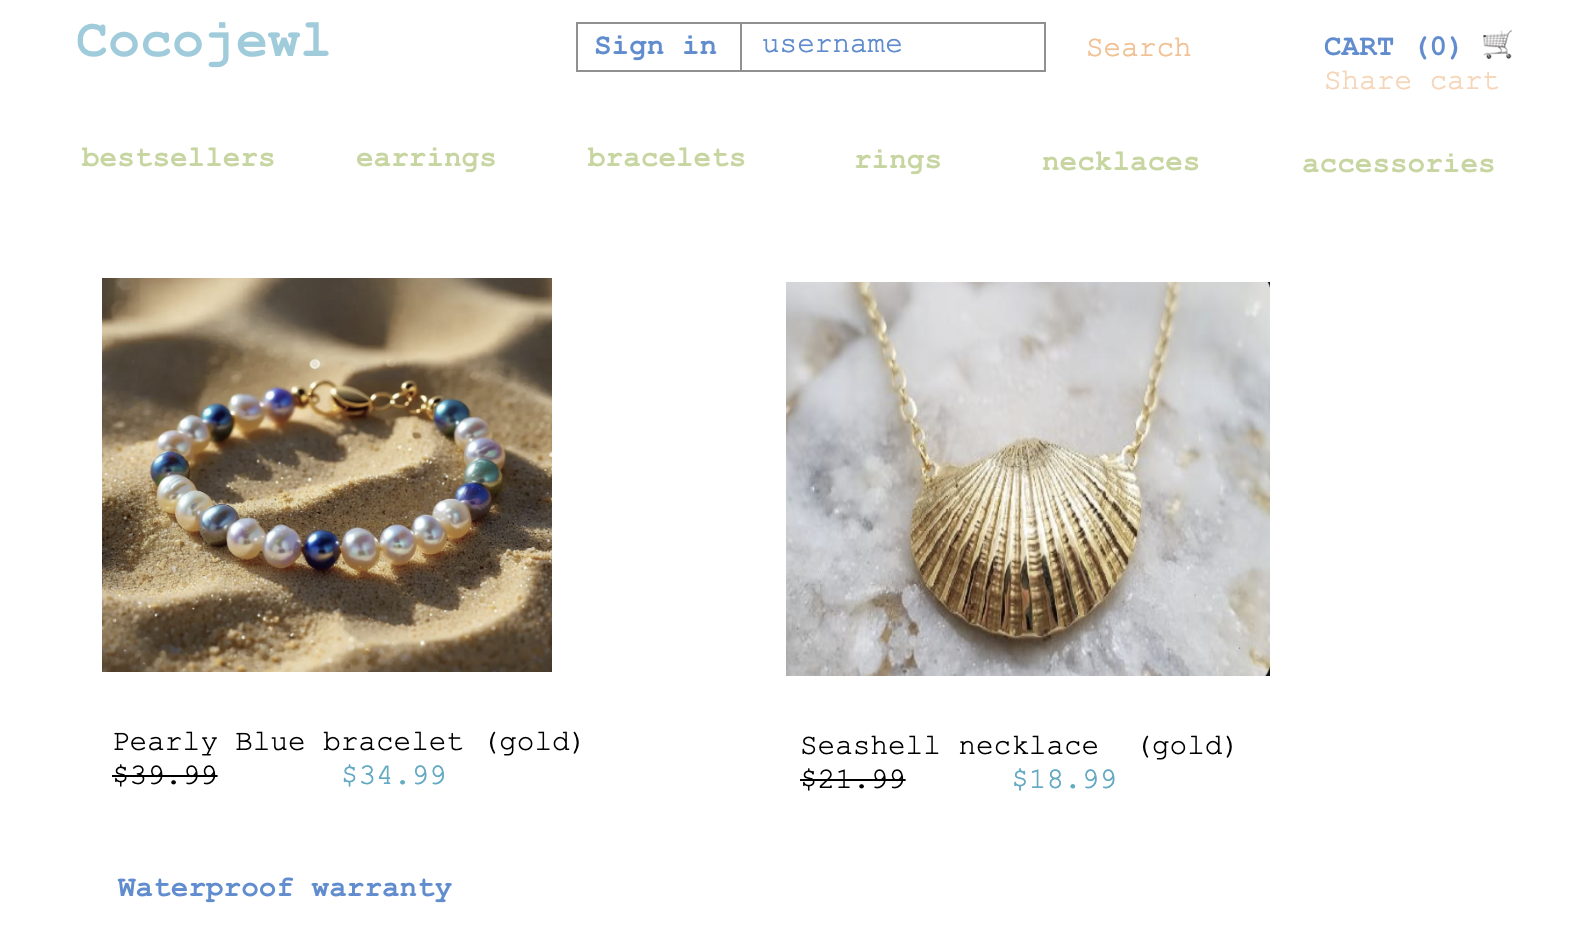 Cocojewl
Sign in
username
Search
CART (0) 🛒
Share cart
bestsellers
earrings
bracelets
rings
necklaces
accessories
Pearly Blue bracelet (gold)
$39.99 $34.99
Seashell necklace (gold)
$21.99 $18.99
Waterproof warranty